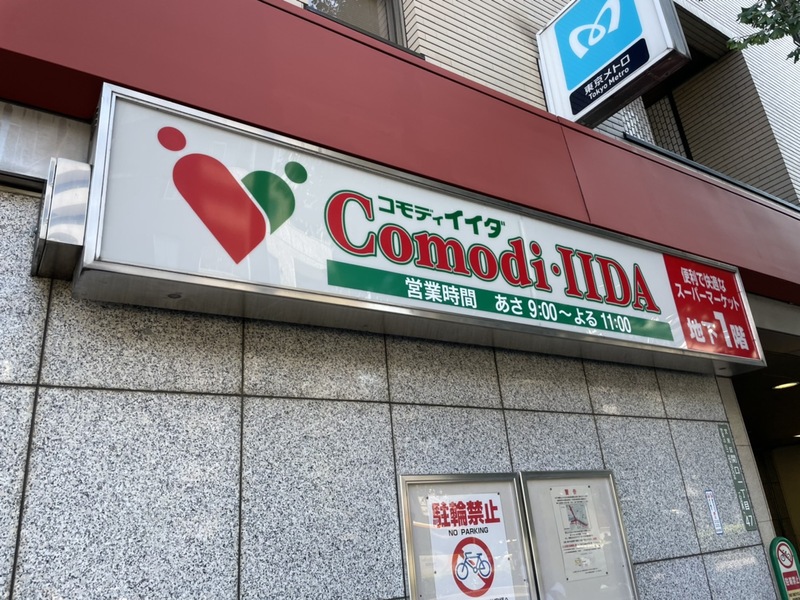 東京メトロ
Tokyo Metro
コモディイイダ
Comodi・IIDA
営業時間 あさ 9:00〜よる 11:00
便利で快適な
スーパーマーケット
地下1階
駐輪禁止
NO PARKING